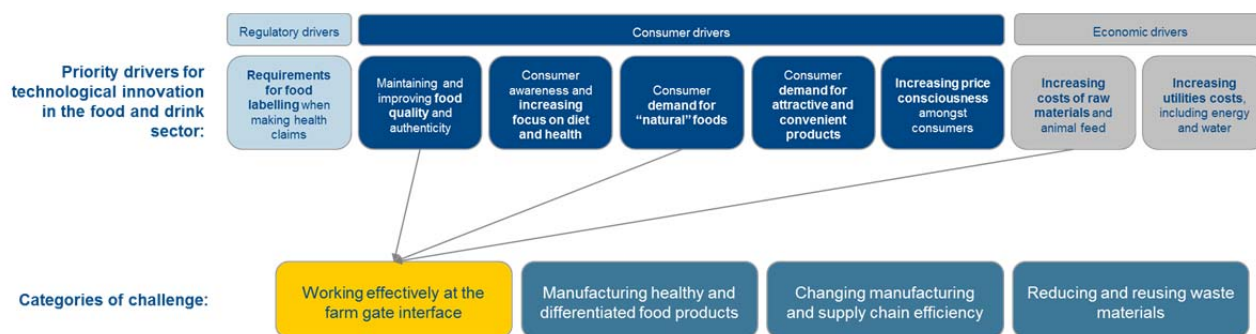 Regulatory drivers
Consumer drivers
Economic drivers
Priority drivers for
technological innovation
in the food and drink
sector:
Requirements
for food
labelling when
making health
claims
Maintaining and
improving food
quality and
authenticity
Consumer
awareness and
increasing
focus on diet
and health
Consumer
demand for
"natural" foods
Consumer
demand for
attractive and
convenient
products
Increasing price
consciousness
amongst
consumers
Increasing
costs of raw
materials and
animal feed
Increasing
utilities costs,
including energy
and water
Categories of challenge:
Working effectively at the
farm gate interface
Manufacturing healthy and
differentiated food products
Changing manufacturing
and supply chain efficiency
Reducing and reusing waste
materials